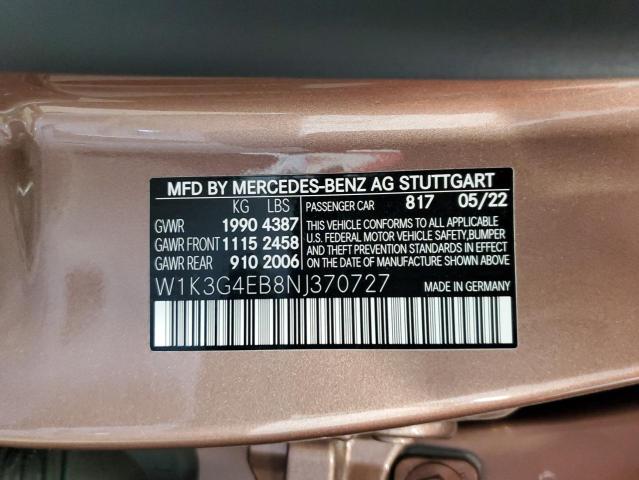 MFD BY MERCEDES-BENZ AG STUTTGART
KG LBS PASSENGER CAR 817 05/22
GVWR 1990 4387
GAWR FRONT 1115 2458
GAWR REAR 910 2006
THIS VEHICLE CONFORMS TO ALL APPLICABLE
U.S. FEDERAL MOTOR VEHICLE SAFETY, BUMPER
AND THEFT PREVENTION STANDARDS IN EFFECT
ON THE DATE OF MANUFACTURE SHOWN ABOVE.
W1K3G4EB8NJ370727 MADE IN GERMANY